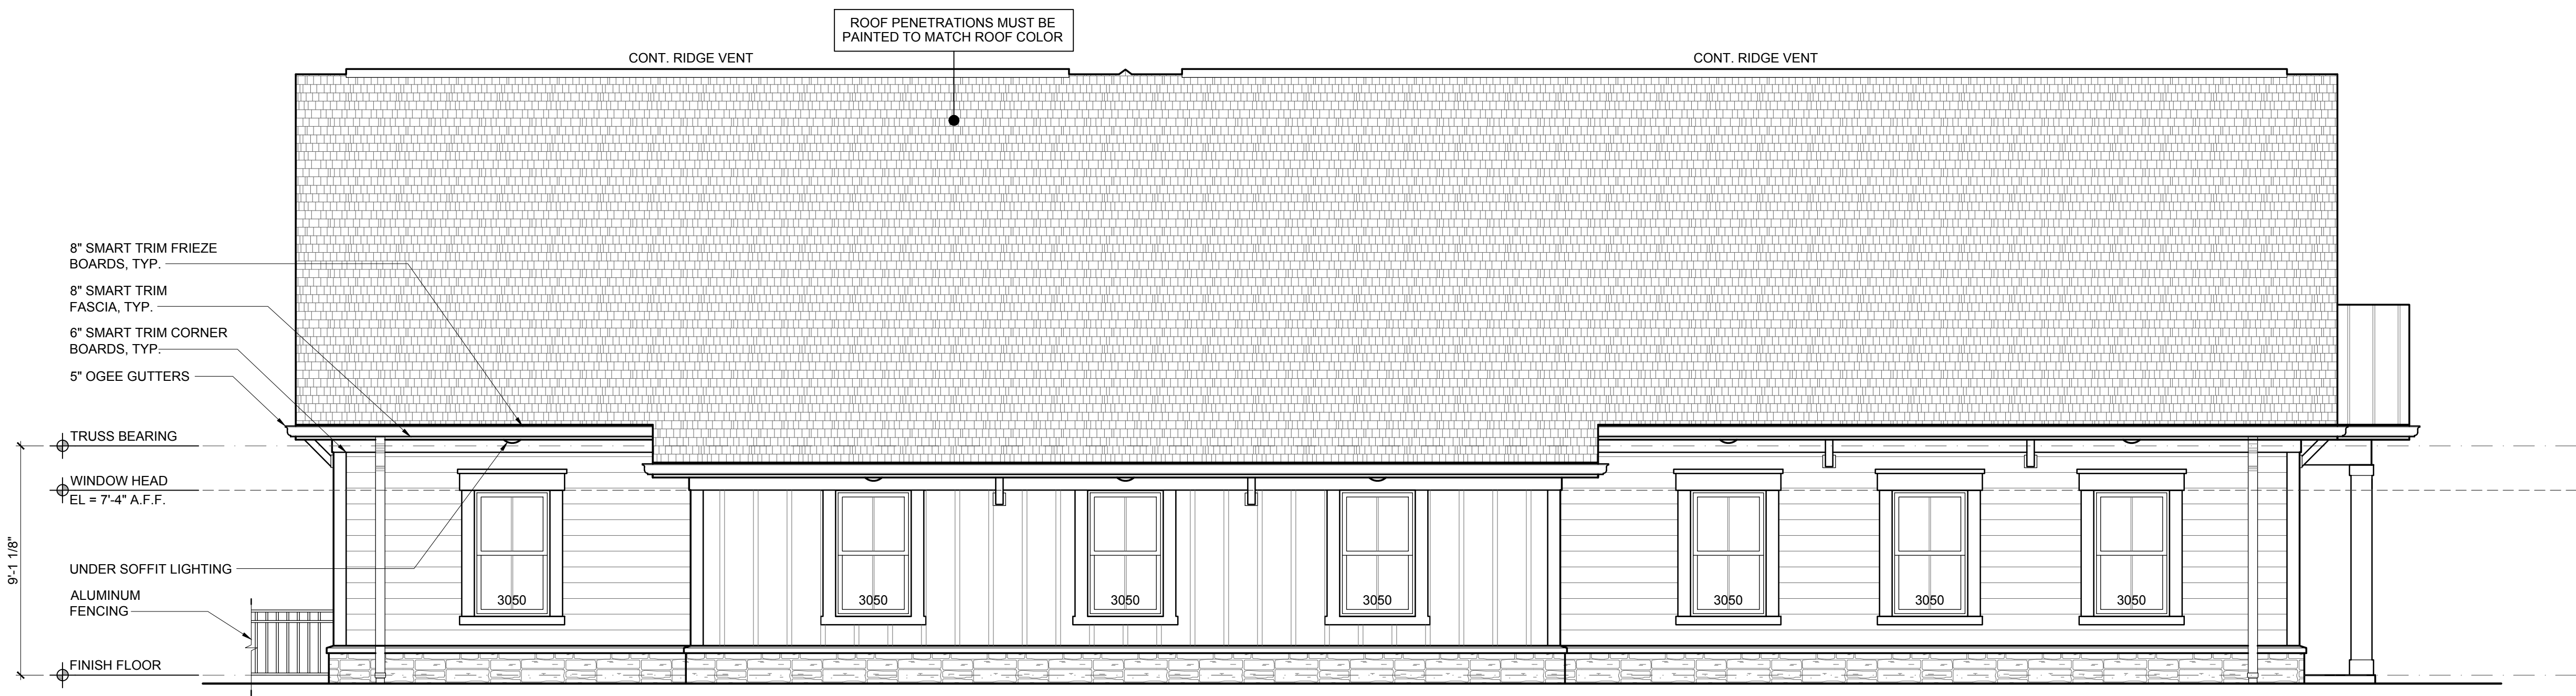 ROOF PENETRATIONS MUST BE
PAINTED TO MATCH ROOF COLOR
CONT. RIDGE VENT
CONT. RIDGE VENT
8" SMART TRIM FRIEZE
BOARDS, TYP.
8" SMART TRIM
FASCIA, TYP.
6" SMART TRIM CORNER
BOARDS, TYP.
5" OGEE GUTTERS
TRUSS BEARING
WINDOW HEAD
EL = 7'-4" A.F.F.
9'-1 1/8"
UNDER SOFFIT LIGHTING
ALUMINUM
FENCING
3050
3050
3050
3050
3050
3050
3050
FINISH FLOOR